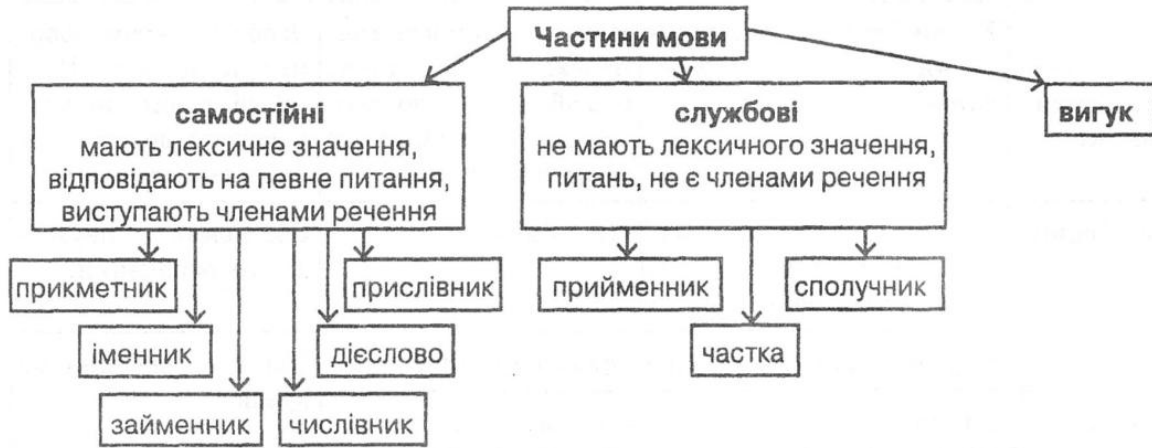 Частини мови
самостійні
мають лексичне значення,
відповідають на певне питання,
виступають членами речення
службові
не мають лексичного значення,
питань, не є членами речення
вигук
прикметник
прислівник
прийменник
сполучник
іменник
дієслово
частка
займенник
числівник